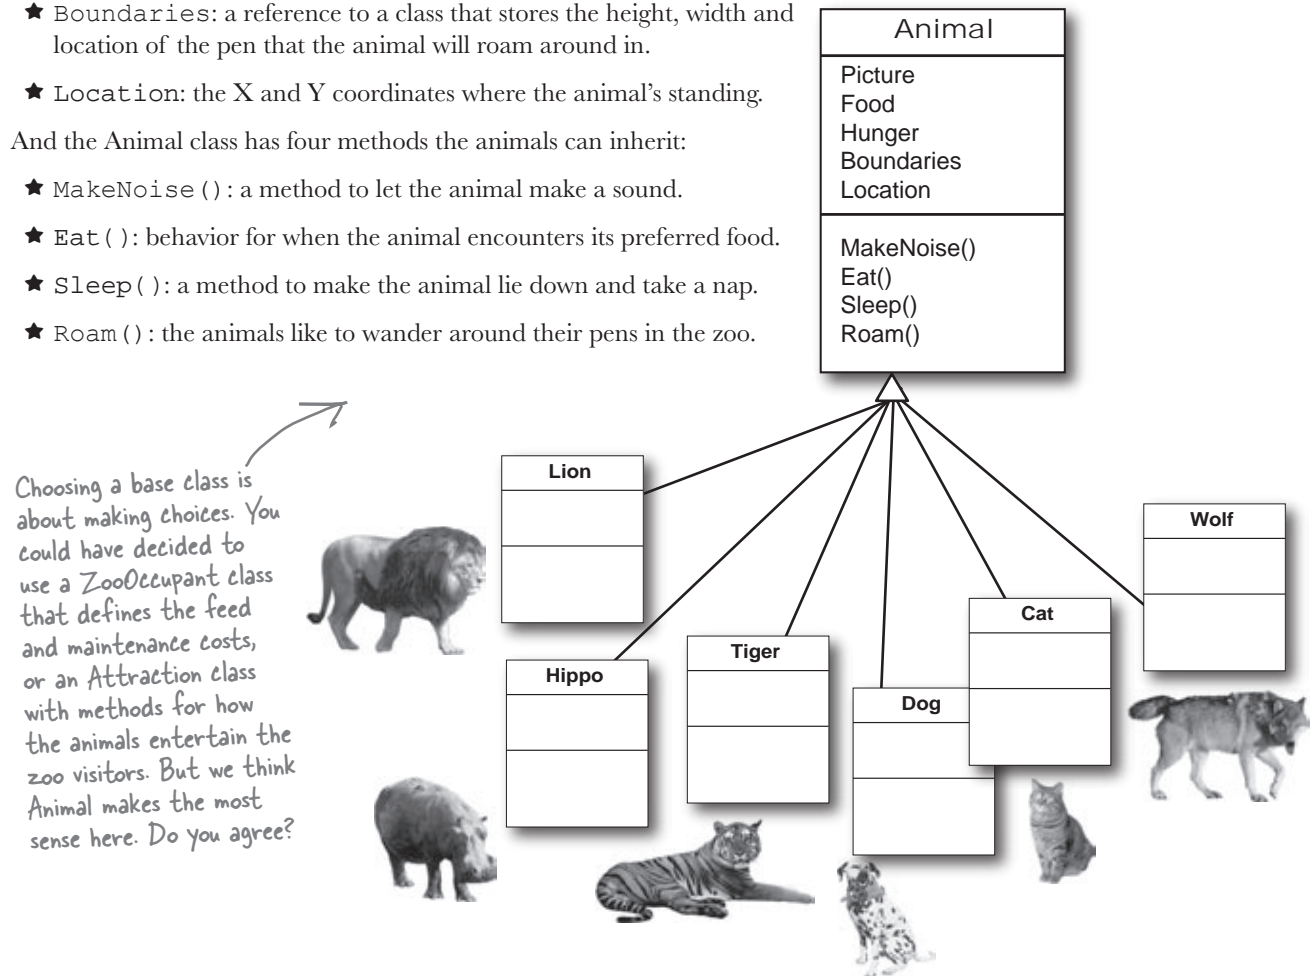 ★ Boundaries: a reference to a class that stores the height, width and
location of the pen that the animal will roam around in.
★ Location: the X and Y coordinates where the animal's standing.
And the Animal class has four methods the animals can inherit:
★ MakeNoise(): a method to let the animal make a sound.
★ Eat(): behavior for when the animal encounters its preferred food.
★ Sleep(): a method to make the animal lie down and take a nap.
★ Roam(): the animals like to wander around their pens in the zoo.
Animal
Picture
Food
Hunger
Boundaries
Location
MakeNoise()
Eat()
Sleep()
Roam()
Choosing a base class is
about making choices. You
could have decided to
use a ZooOccupant class
that defines the feed
and maintenance costs,
or an Attraction class
with methods for how
the animals entertain the
zoo visitors. But we think
Animal makes the most
sense here. Do you agree?
Lion
Hippo
Tiger
Dog
Cat
Wolf